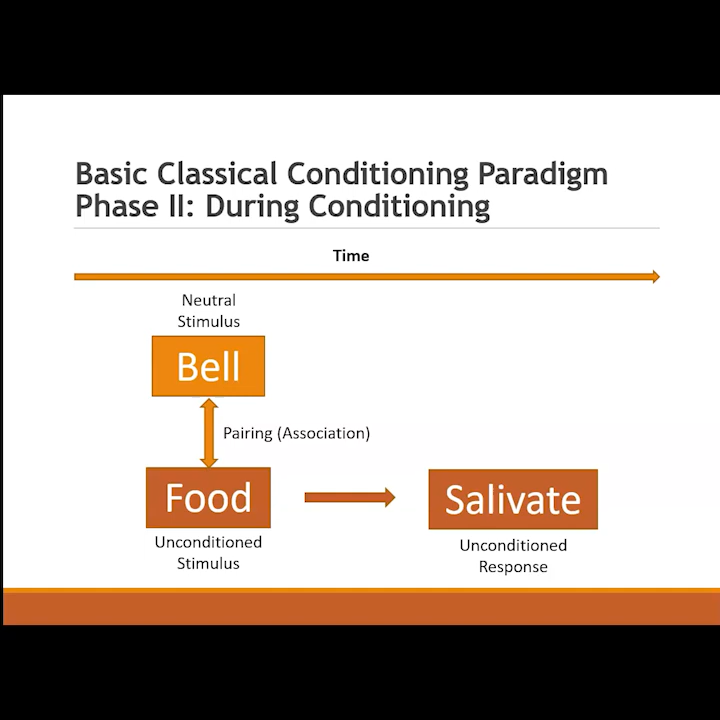 Basic Classical Conditioning Paradigm
Phase II: During Conditioning
Time
Neutral
Stimulus
Bell
Pairing (Association)
Food
Salivate
Unconditioned
Stimulus
Unconditioned
Response